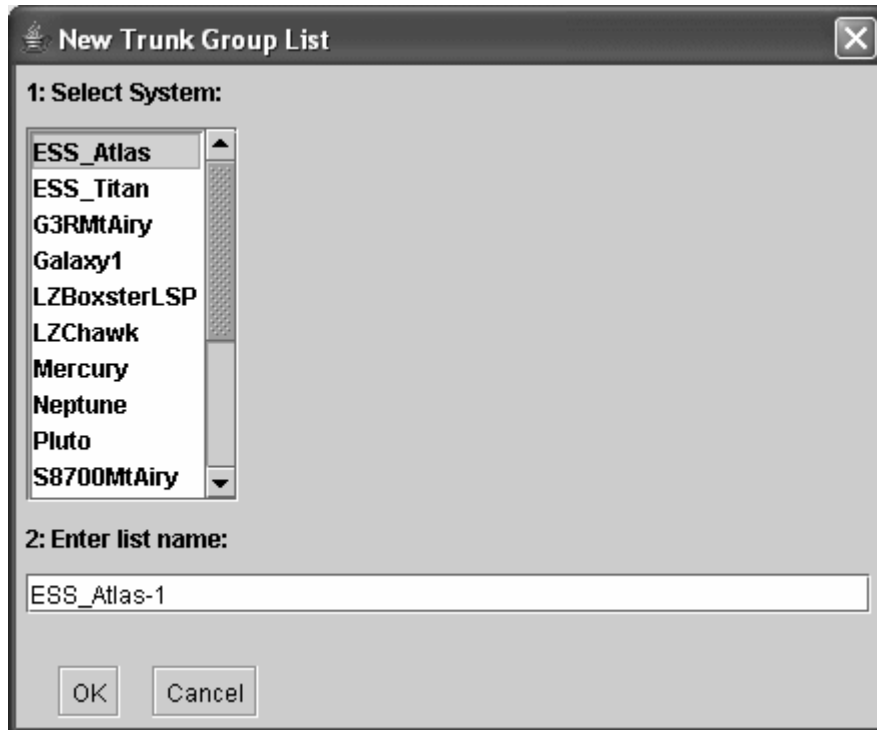 New Trunk Group List
1: Select System:
ESS_Atlas
ESS_Titan
G3RMtAiry
Galaxy1
LZBoxsterLSP
LZChawk
Mercury
Neptune
Pluto
S8700MtAiry
2: Enter list name:
ESS_Atlas-1
OK Cancel